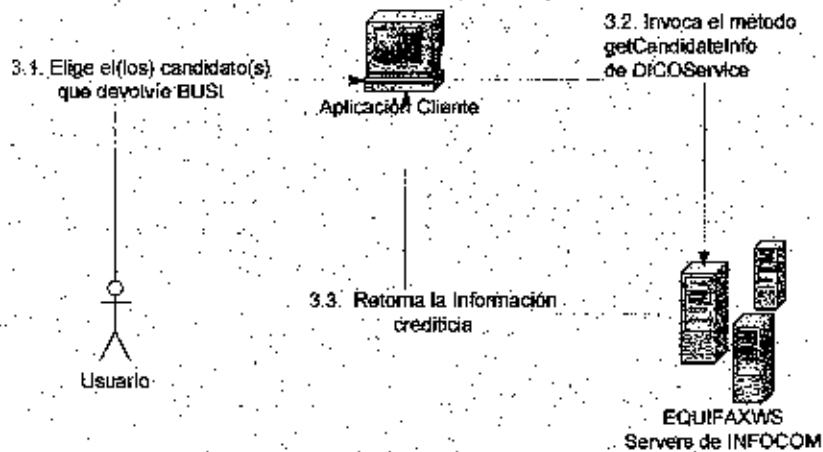 3.1. Elige el(los) candidato(s)
que devolvíe BUSI
Aplicación Cliente
3.2. Invoca el método
getCandidateInfo
de DICOService
3.3. Retorna la Información
crediticia
Usuario
EQUIFAXWS
Servers de INFOCOM